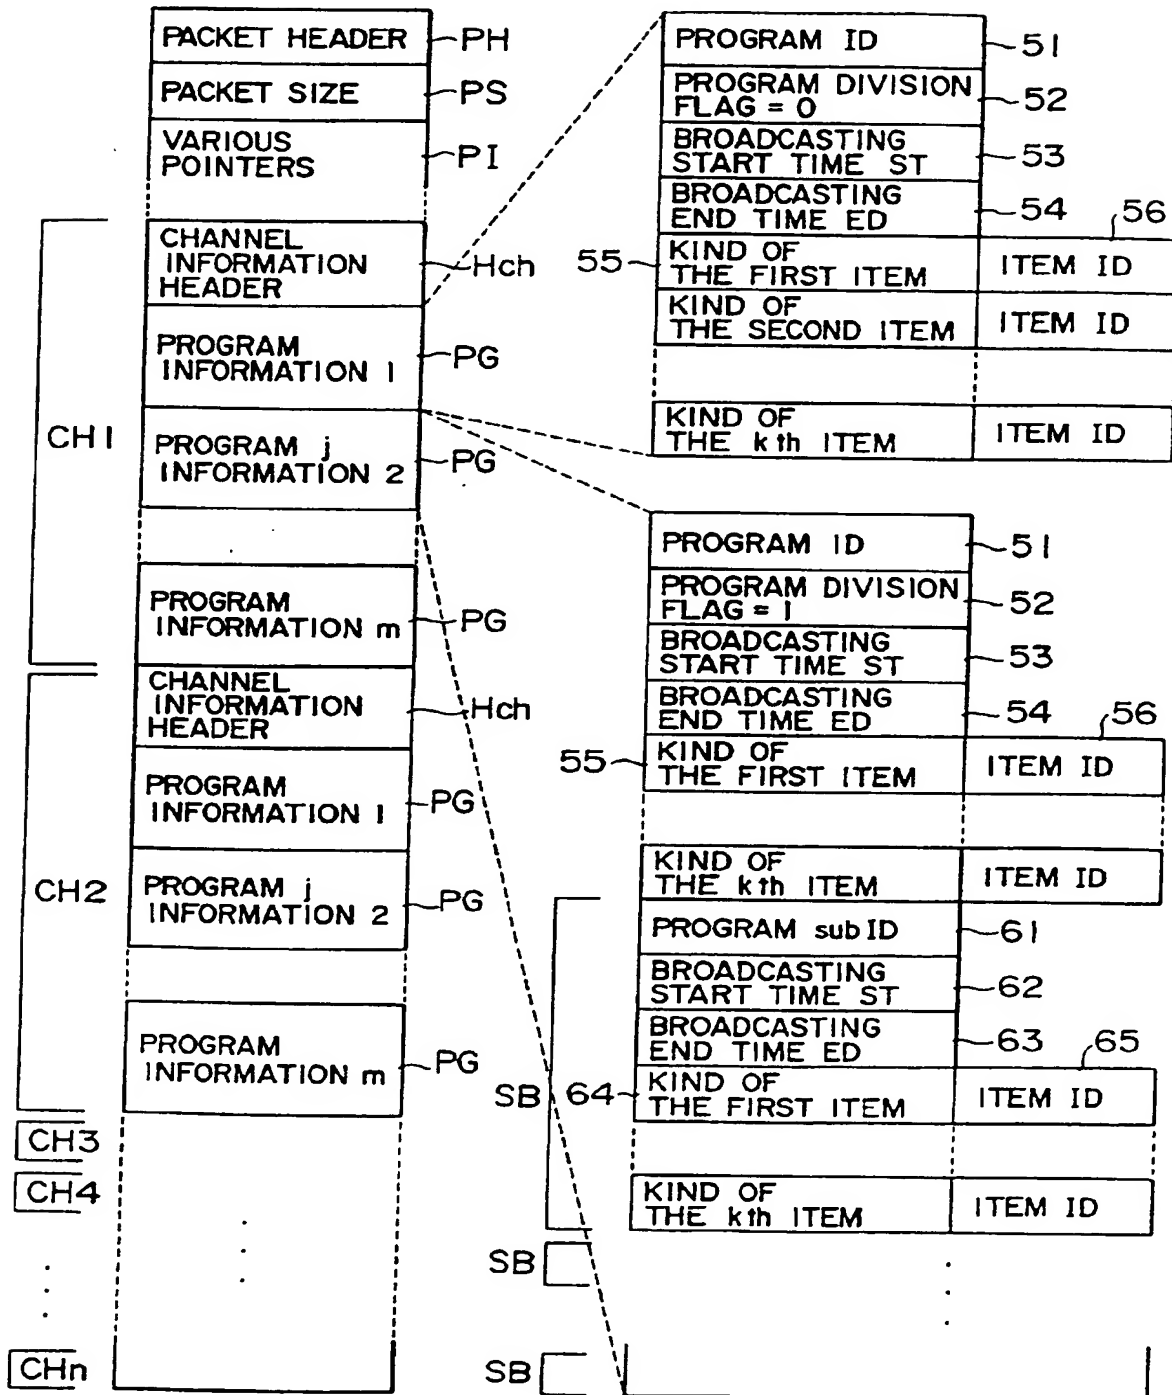 PACKET HEADER
PH
PACKET SIZE
PS
VARIOUS
POINTERS
PI
CH1
CHANNEL
INFORMATION
HEADER
Hch
PROGRAM
INFORMATION 1
PG
PROGRAM j
INFORMATION 2
PG
PROGRAM
INFORMATION m
PG
CH2
CHANNEL
INFORMATION
HEADER
Hch
PROGRAM
INFORMATION 1
PG
PROGRAM j
INFORMATION 2
PG
PROGRAM
INFORMATION m
PG
CH3
CH4
CHn
PROGRAM ID
51
PROGRAM DIVISION
FLAG = 0
52
BROADCASTING
START TIME ST
53
BROADCASTING
END TIME ED
54
56
55
KIND OF
THE FIRST ITEM
ITEM ID
KIND OF
THE SECOND ITEM
ITEM ID
KIND OF
THE kth ITEM
ITEM ID
PROGRAM ID
51
PROGRAM DIVISION
FLAG = 1
52
BROADCASTING
START TIME ST
53
BROADCASTING
END TIME ED
54
56
55
KIND OF
THE FIRST ITEM
ITEM ID
KIND OF
THE kth ITEM
ITEM ID
SB
PROGRAM sub ID
61
BROADCASTING
START TIME ST
62
BROADCASTING
END TIME ED
63
65
64
KIND OF
THE FIRST ITEM
ITEM ID
KIND OF
THE kth ITEM
ITEM ID
SB
SB